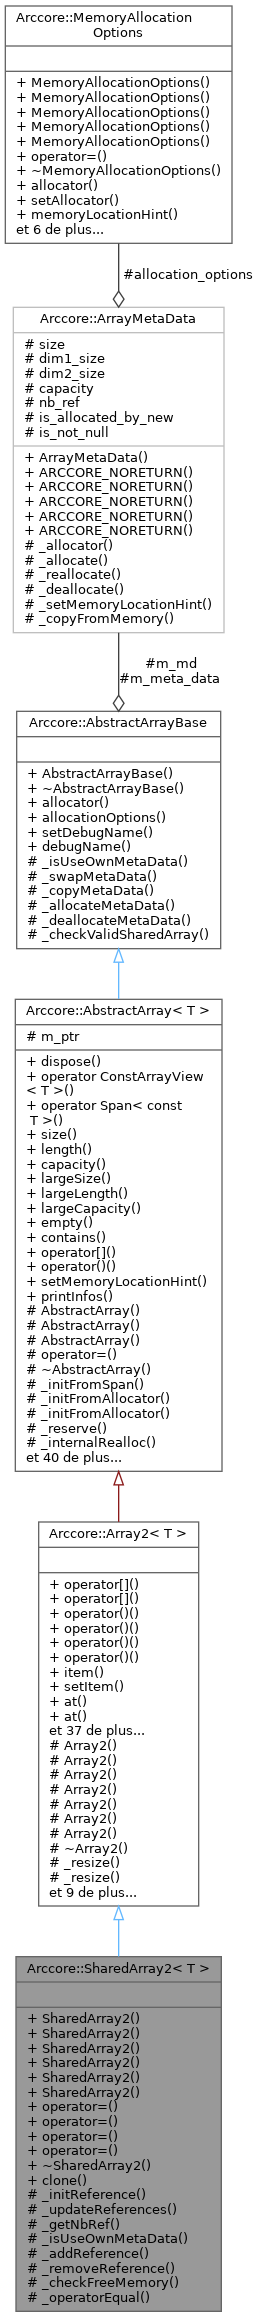 Arccore::MemoryAllocation
Options
+ MemoryAllocationOptions()
+ MemoryAllocationOptions()
+ MemoryAllocationOptions()
+ MemoryAllocationOptions()
+ MemoryAllocationOptions()
+ operator=()
+ ~MemoryAllocationOptions()
+ allocator()
+ setAllocator()
+ memoryLocationHint()
et 6 de plus...
#allocation_options
Arccore::ArrayMetaData
# size
# dim1_size
# dim2_size
# capacity
# nb_ref
# is_allocated_by_new
# is_not_null
+ ArrayMetaData()
+ ARCCORE_NORETURN()
+ ARCCORE_NORETURN()
+ ARCCORE_NORETURN()
+ ARCCORE_NORETURN()
+ ARCCORE_NORETURN()
# _allocator()
# _allocate()
# _reallocate()
# _deallocate()
# _setMemoryLocationHint()
# _copyFromMemory()
#m_md
#m_meta_data
Arccore::AbstractArrayBase
+ AbstractArrayBase()
+ ~AbstractArrayBase()
+ allocator()
+ allocationOptions()
+ setDebugName()
+ debugName()
# _isUseOwnMetaData()
# _swapMetaData()
# _copyMetaData()
# _allocateMetaData()
# _deallocateMetaData()
# _checkValidSharedArray()
Arccore::AbstractArray< T >
# m_ptr
+ dispose()
+ operator ConstArrayView
< T >()
+ operator Span< const
T >()
+ size()
+ length()
+ capacity()
+ largeSize()
+ largeLength()
+ largeCapacity()
+ empty()
+ contains()
+ operator[]()
+ operator()()
+ setMemoryLocationHint()
+ printInfos()
# AbstractArray()
# AbstractArray()
# AbstractArray()
# operator=()
# ~AbstractArray()
# _initFromSpan()
# _initFromAllocator()
# _initFromAllocator()
# _reserve()
# _internalRealloc()
et 40 de plus...
Arccore::Array2< T >
+ operator[]()
+ operator[]()
+ operator()()
+ operator()()
+ operator()()
+ operator()()
+ item()
+ setItem()
+ at()
+ at()
et 37 de plus...
# Array2()
# Array2()
# Array2()
# Array2()
# Array2()
# Array2()
# Array2()
# ~Array2()
# _resize()
# _resize()
et 9 de plus...
Arccore::SharedArray2< T >
+ SharedArray2()
+ SharedArray2()
+ SharedArray2()
+ SharedArray2()
+ SharedArray2()
+ SharedArray2()
+ operator=()
+ operator=()
+ operator=()
+ operator=()
+ ~SharedArray2()
+ clone()
# _initReference()
# _updateReferences()
# _getNbRef()
# _isUseOwnMetaData()
# _addReference()
# _removeReference()
# _checkFreeMemory()
# _operatorEqual()